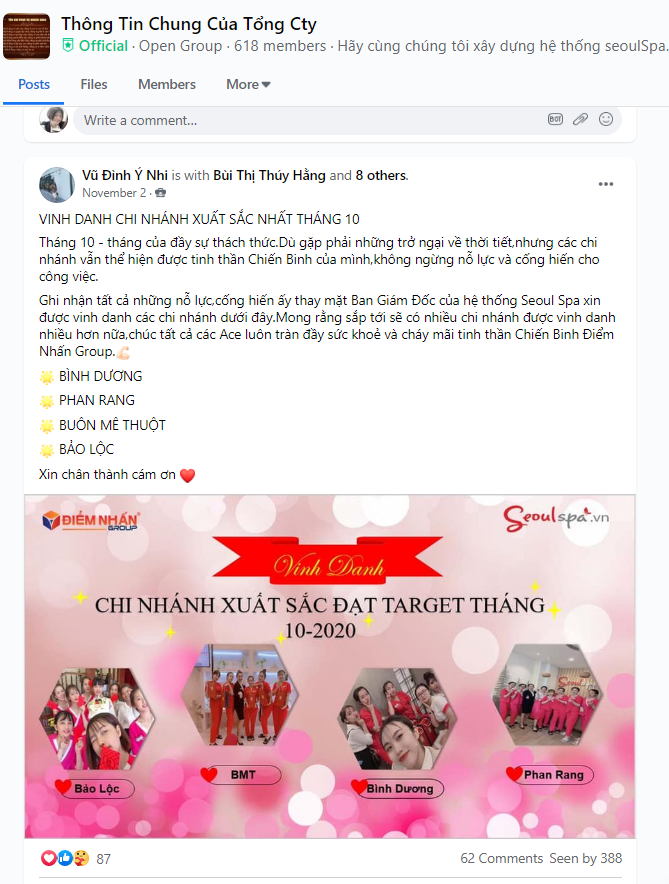 Thông Tin Chung Của Tổng Cty
Official · Open Group · 618 members · Hãy cùng chúng tôi xây dựng hệ thống seoulSpa.
Posts Files Members More
Write a comment...
Vũ Đình Ý Nhi is with Bùi Thị Thúy Hằng and 8 others.
November 2 ·
VINH DANH CHI NHÁNH XUẤT SẮC NHẤT THÁNG 10
Tháng 10 - tháng của đầy sự thách thức.Dù gặp phải những trở ngại về thời tiết,nhưng các chi
nhánh vẫn thể hiện được tinh thần Chiến Binh của mình,không ngừng nỗ lực và cống hiến cho
công việc.
Ghi nhận tất cả những nỗ lực,cống hiến ấy thay mặt Ban Giám Đốc của hệ thống Seoul Spa xin
được vinh danh các chi nhánh dưới đây.Mong rằng sắp tới sẽ có nhiều chi nhánh được vinh danh
nhiều hơn nữa,chúc tất cả các Ace luôn tràn đầy sức khoẻ và cháy mãi tinh thần Chiến Binh Điểm
Nhấn Group.💪🏻
🌟 BÌNH DƯƠNG
🌟 PHAN RANG
🌟 BUÔN MÊ THUỘT
🌟 BẢO LỘC
Xin chân thành cám ơn ❤️
ĐIỂM NHẤN
GROUP
Seoulspa.vn
Vinh Danh
CHI NHÁNH XUẤT SẮC ĐẠT TARGET THÁNG
10-2020
Bảo Lộc
BMT
Bình Dương
Phan Rang
87
62 Comments Seen by 388